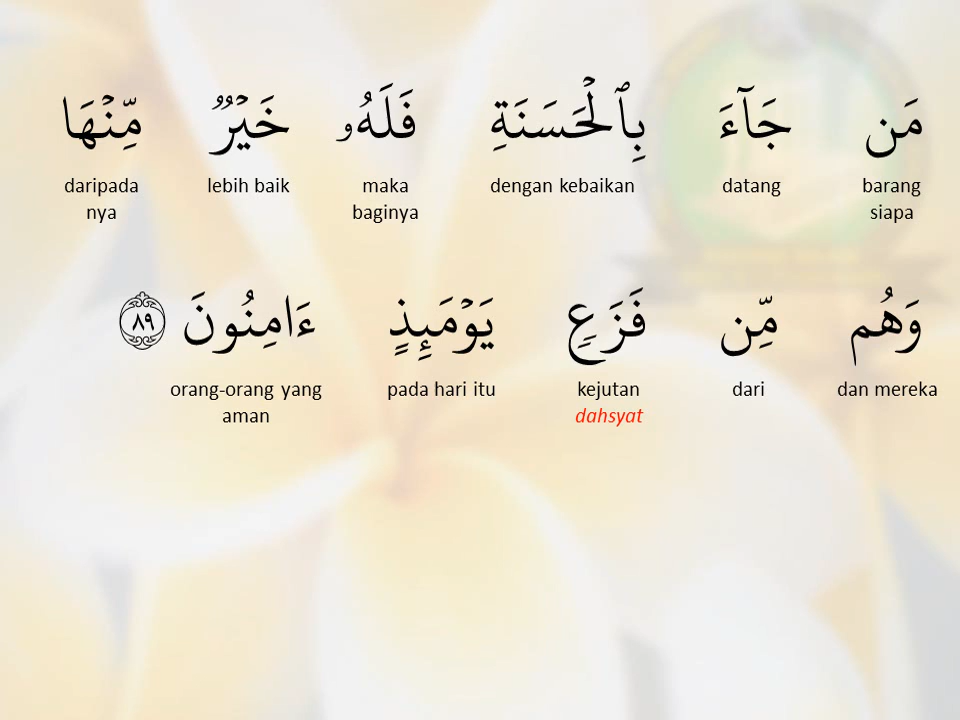 مَن جَآءَ بِٱلۡحَسَنَةِ فَلَهُۥ خَيۡرٞ مِّنۡهَا
barang siapa datang dengan kebaikan maka baginya lebih baik daripada nya
وَهُم مِّن فَزَعٖ يَوۡمَئِذٍ ءَامِنُونَ ٨٩
dan mereka dari kejutan dahsyat pada hari itu orang-orang yang aman